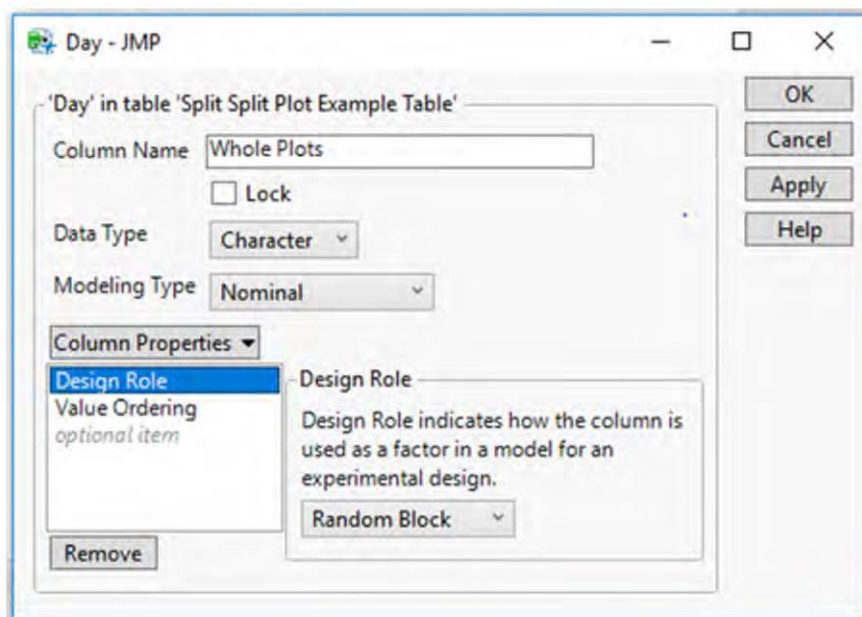 Day - JMP
'Day' in table 'Split Split Plot Example Table'
OK
Column Name Whole Plots
Cancel
Lock
Apply
Data Type Character
Help
Modeling Type Nominal
Column Properties
Design Role
Value Ordering
optional item
Design Role
Design Role indicates how the column is
used as a factor in a model for an
experimental design.
Random Block
Remove